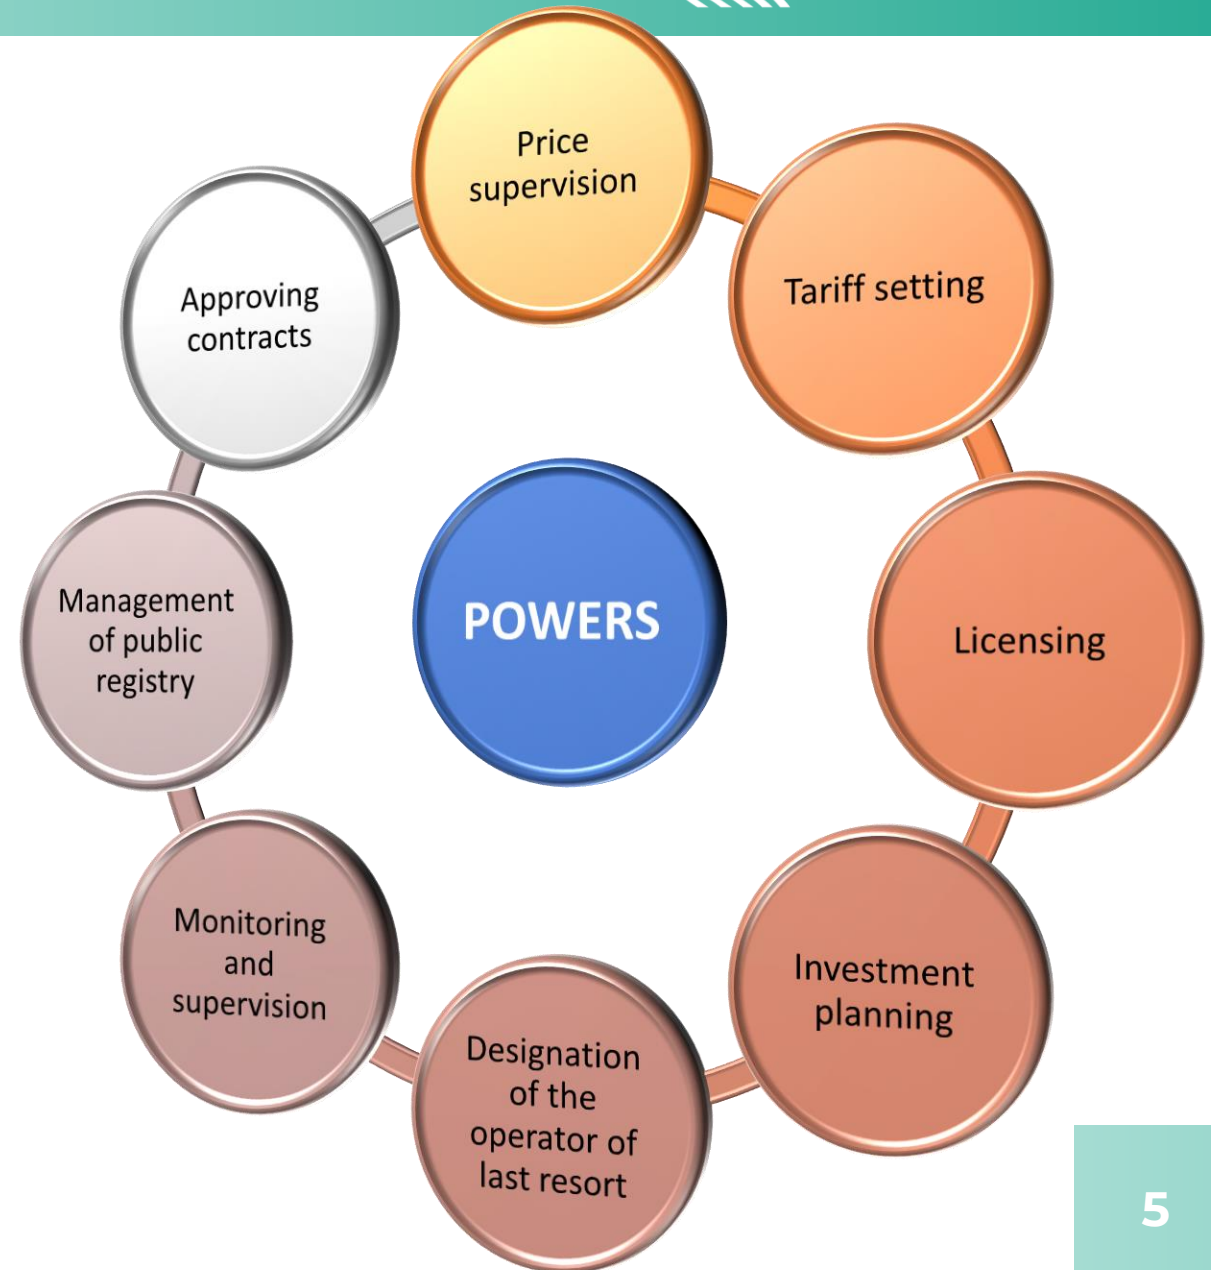 Price
supervision
Tariff setting
Licensing
Investment
planning
Designation
of the
operator of
last resort
Monitoring
and
supervision
Management
of public
registry
Approving
contracts
POWERS
5